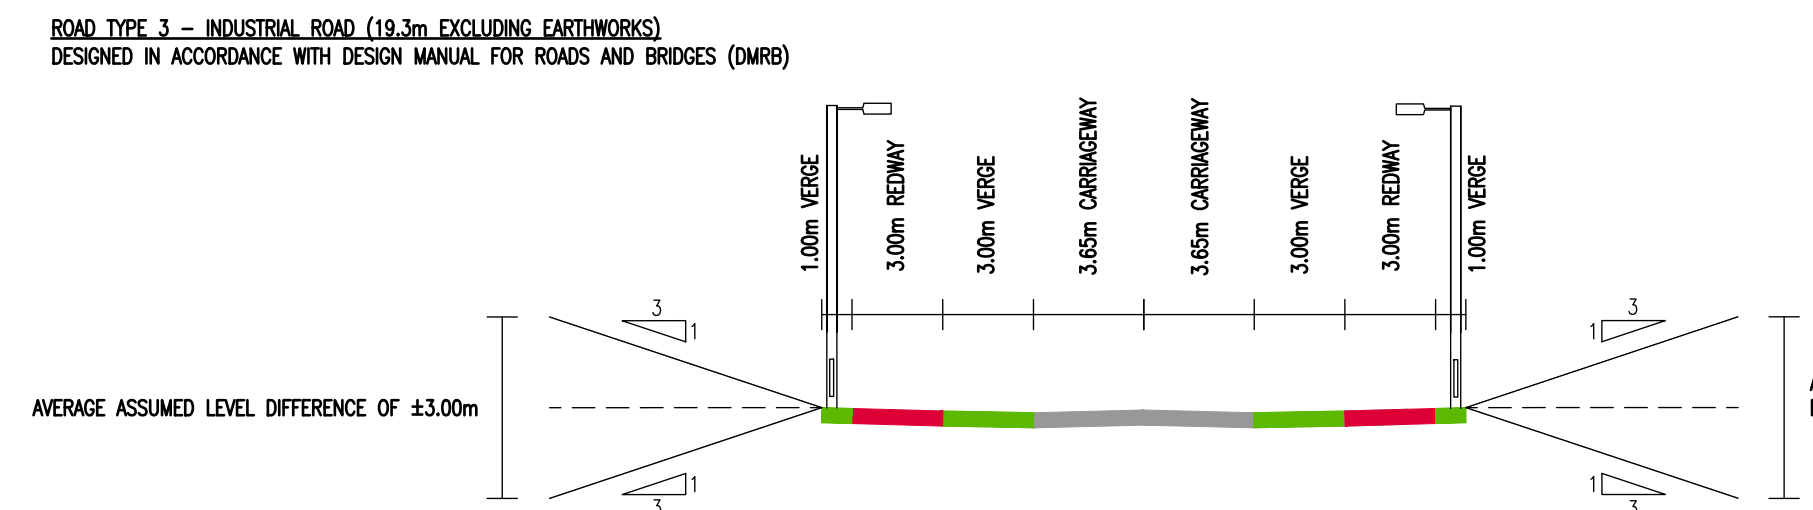 ROAD TYPE 3 – INDUSTRIAL ROAD (19.3m EXCLUDING EARTHWORKS)
DESIGNED IN ACCORDANCE WITH DESIGN MANUAL FOR ROADS AND BRIDGES (DMRB)
1.00m VERGE
3.00m REDWAY
3.00m VERGE
3.65m CARRIAGEWAY
3.65m CARRIAGEWAY
3.00m VERGE
3.00m REDWAY
1.00m VERGE
3
1
3
1
AVERAGE ASSUMED LEVEL DIFFERENCE OF ±3.00m
1
3
1
3